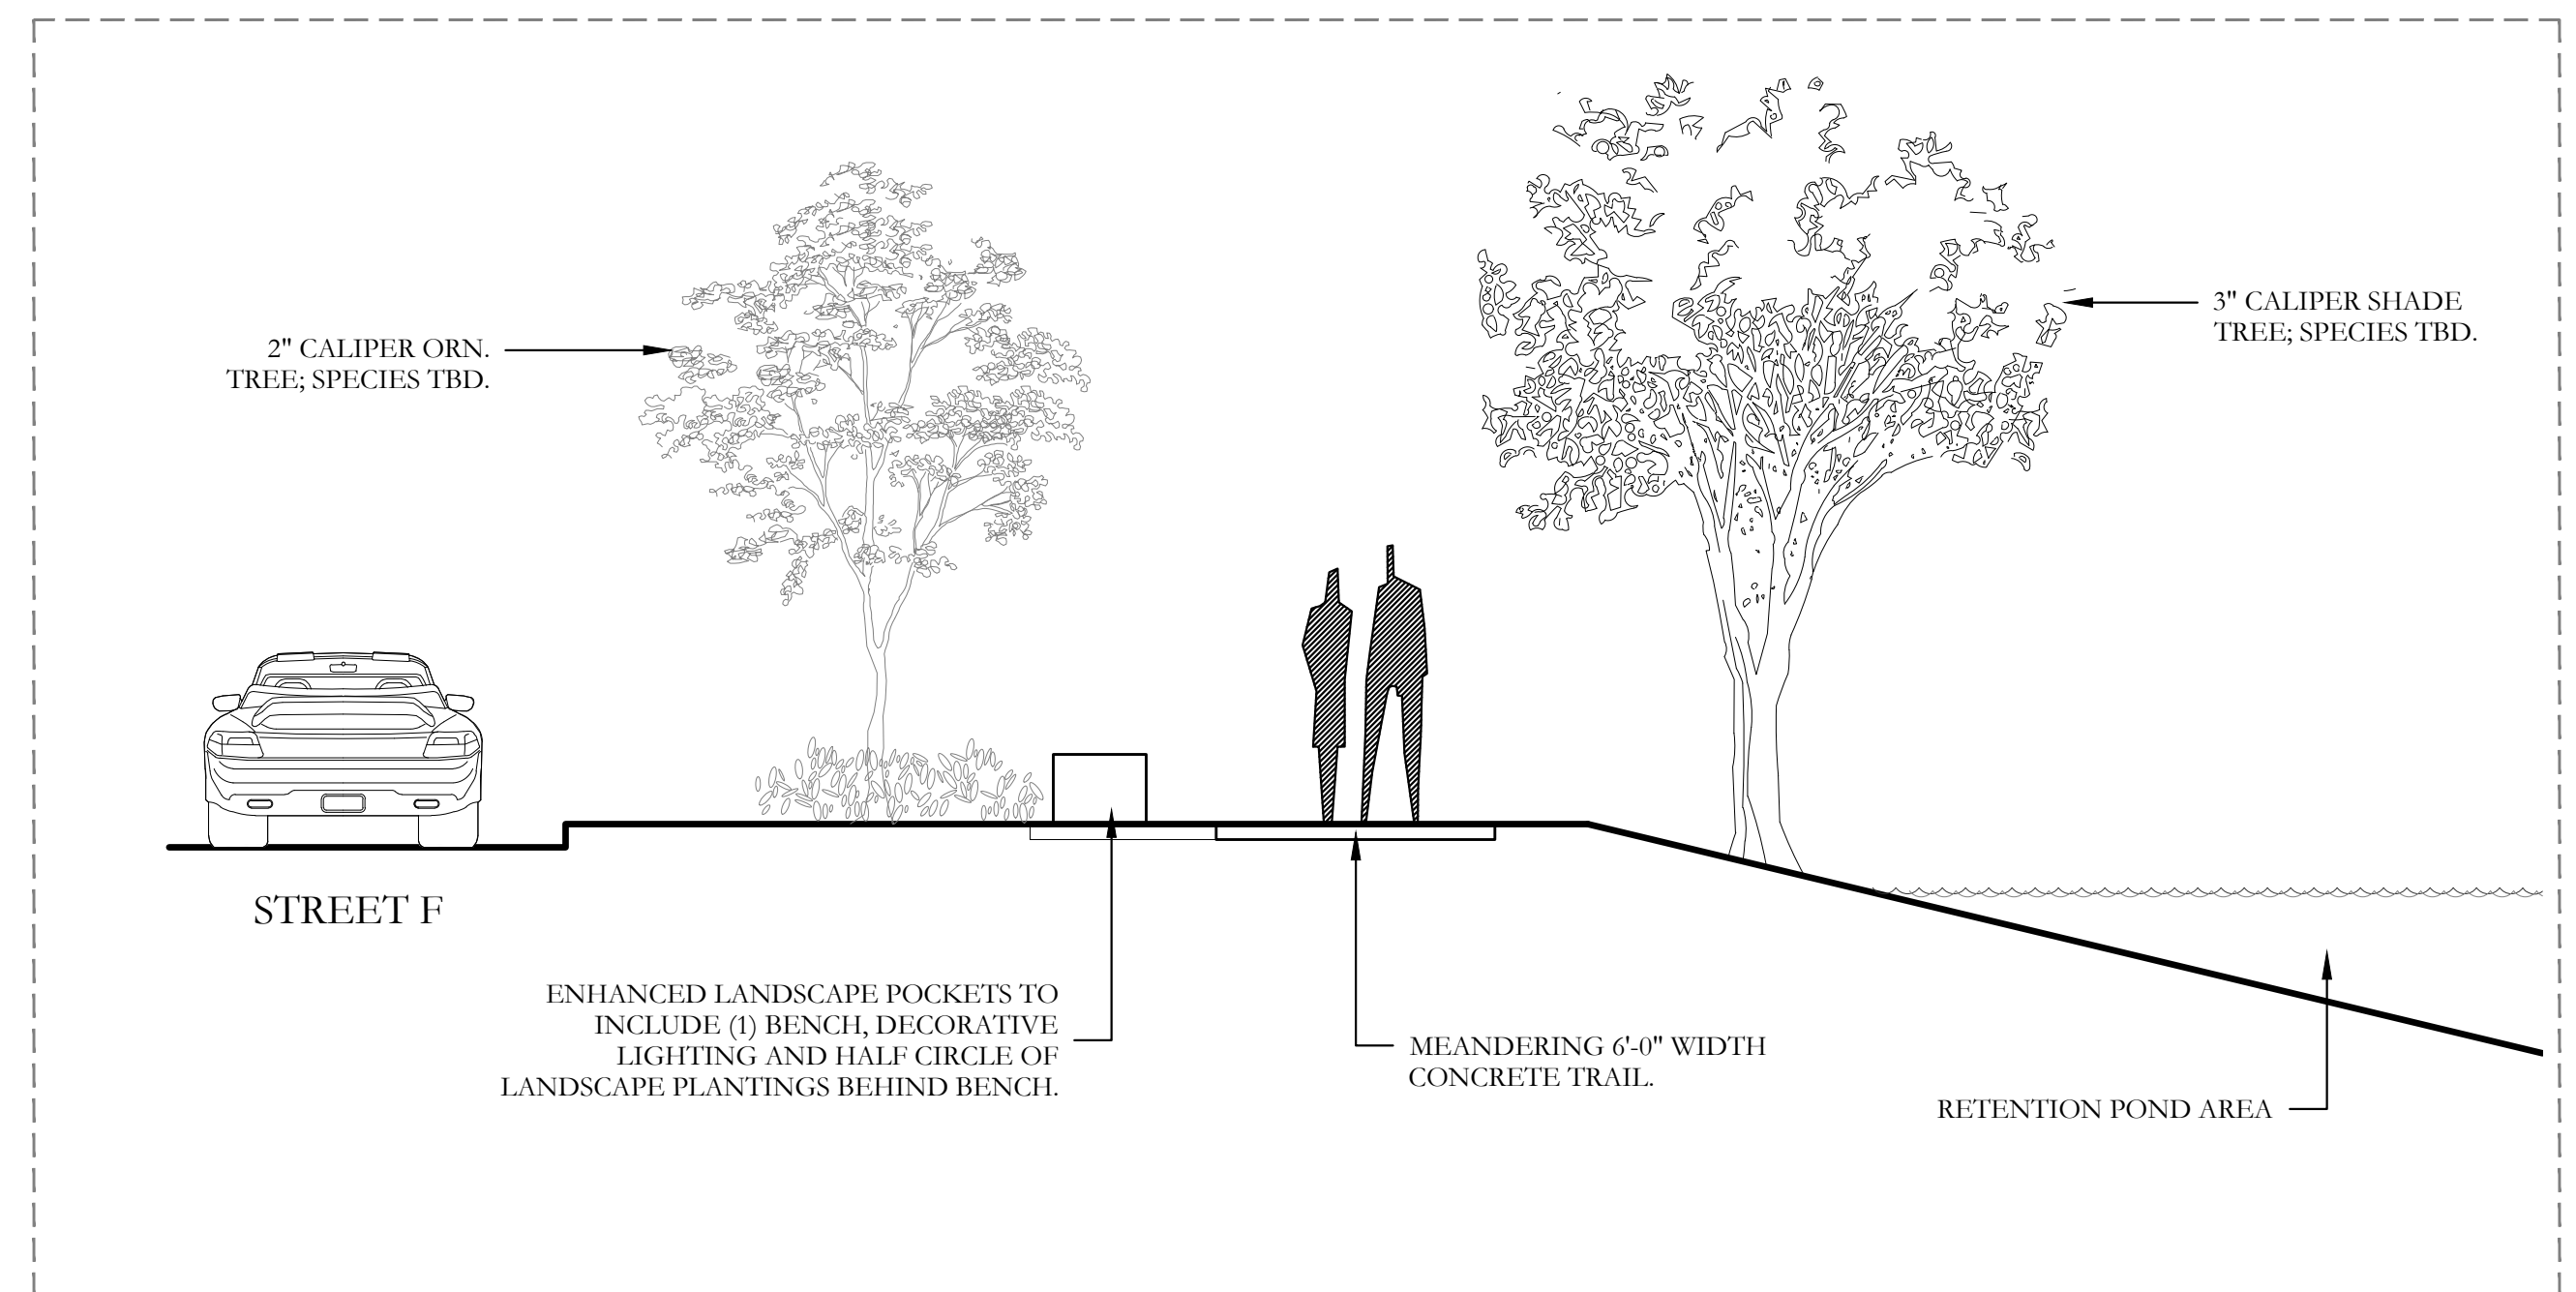 2" CALIPER ORN.
TREE; SPECIES TBD.
3" CALIPER SHADE
TREE; SPECIES TBD.
STREET F
ENHANCED LANDSCAPE POCKETS TO
INCLUDE (1) BENCH, DECORATIVE
LIGHTING AND HALF CIRCLE OF
LANDSCAPE PLANTINGS BEHIND BENCH.
MEANDERING 6'-0" WIDTH
CONCRETE TRAIL.
RETENTION POND AREA